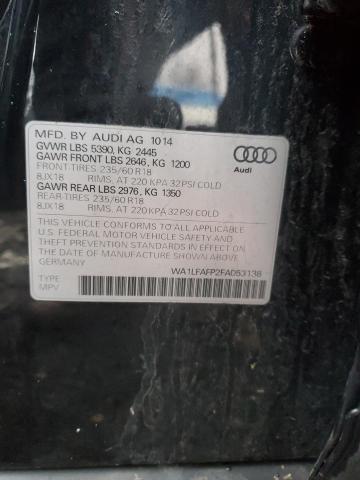 MFD. BY AUDI AG 1014
GVWR LBS 5390, KG 2445
GAWR FRONT LBS 2646, KG 1200
FRONT-TIRES 235/60 R18
8JX18 RIMS, AT 220 KPA 32 PSI COLD
GAWR REAR LBS 2976, KG 1350
REAR-TIRES 235/60 R18
8JX18 RIMS, AT 220 KPA 32 PSI COLD
Audi
THIS VEHICLE CONFORMS TO ALL APPLICABLE
U.S. FEDERAL MOTOR VEHICLE SAFETY AND
THEFT PREVENTION STANDARDS IN EFFECT ON
THE DATE OF MANUFACTURE SHOWN ABOVE
GERMANY
WA1LFAFP2FA053138
TYPE:
MPV